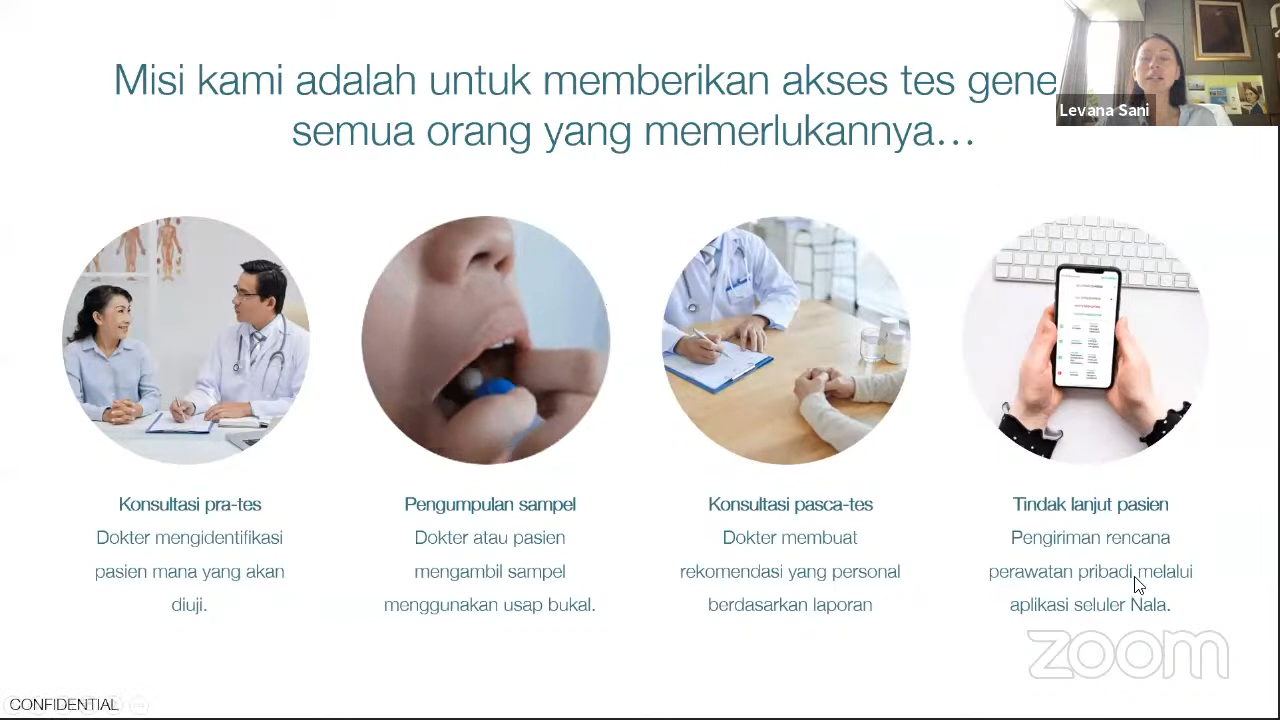 Misi kami adalah untuk memberikan akses tes gene
semua orang yang memerlukannya…
Levana Sani
Konsultasi pra-tes
Dokter mengidentifikasi
pasien mana yang akan
diuji.
Pengumpulan sampel
Dokter atau pasien
mengambil sampel
menggunakan usap bukal.
Konsultasi pasca-tes
Dokter membuat
rekomendasi yang personal
berdasarkan laporan
Tindak lanjut pasien
Pengiriman rencana
perawatan pribadi melalui
aplikasi seluler Nala.
zoom
CONFIDENTIAL